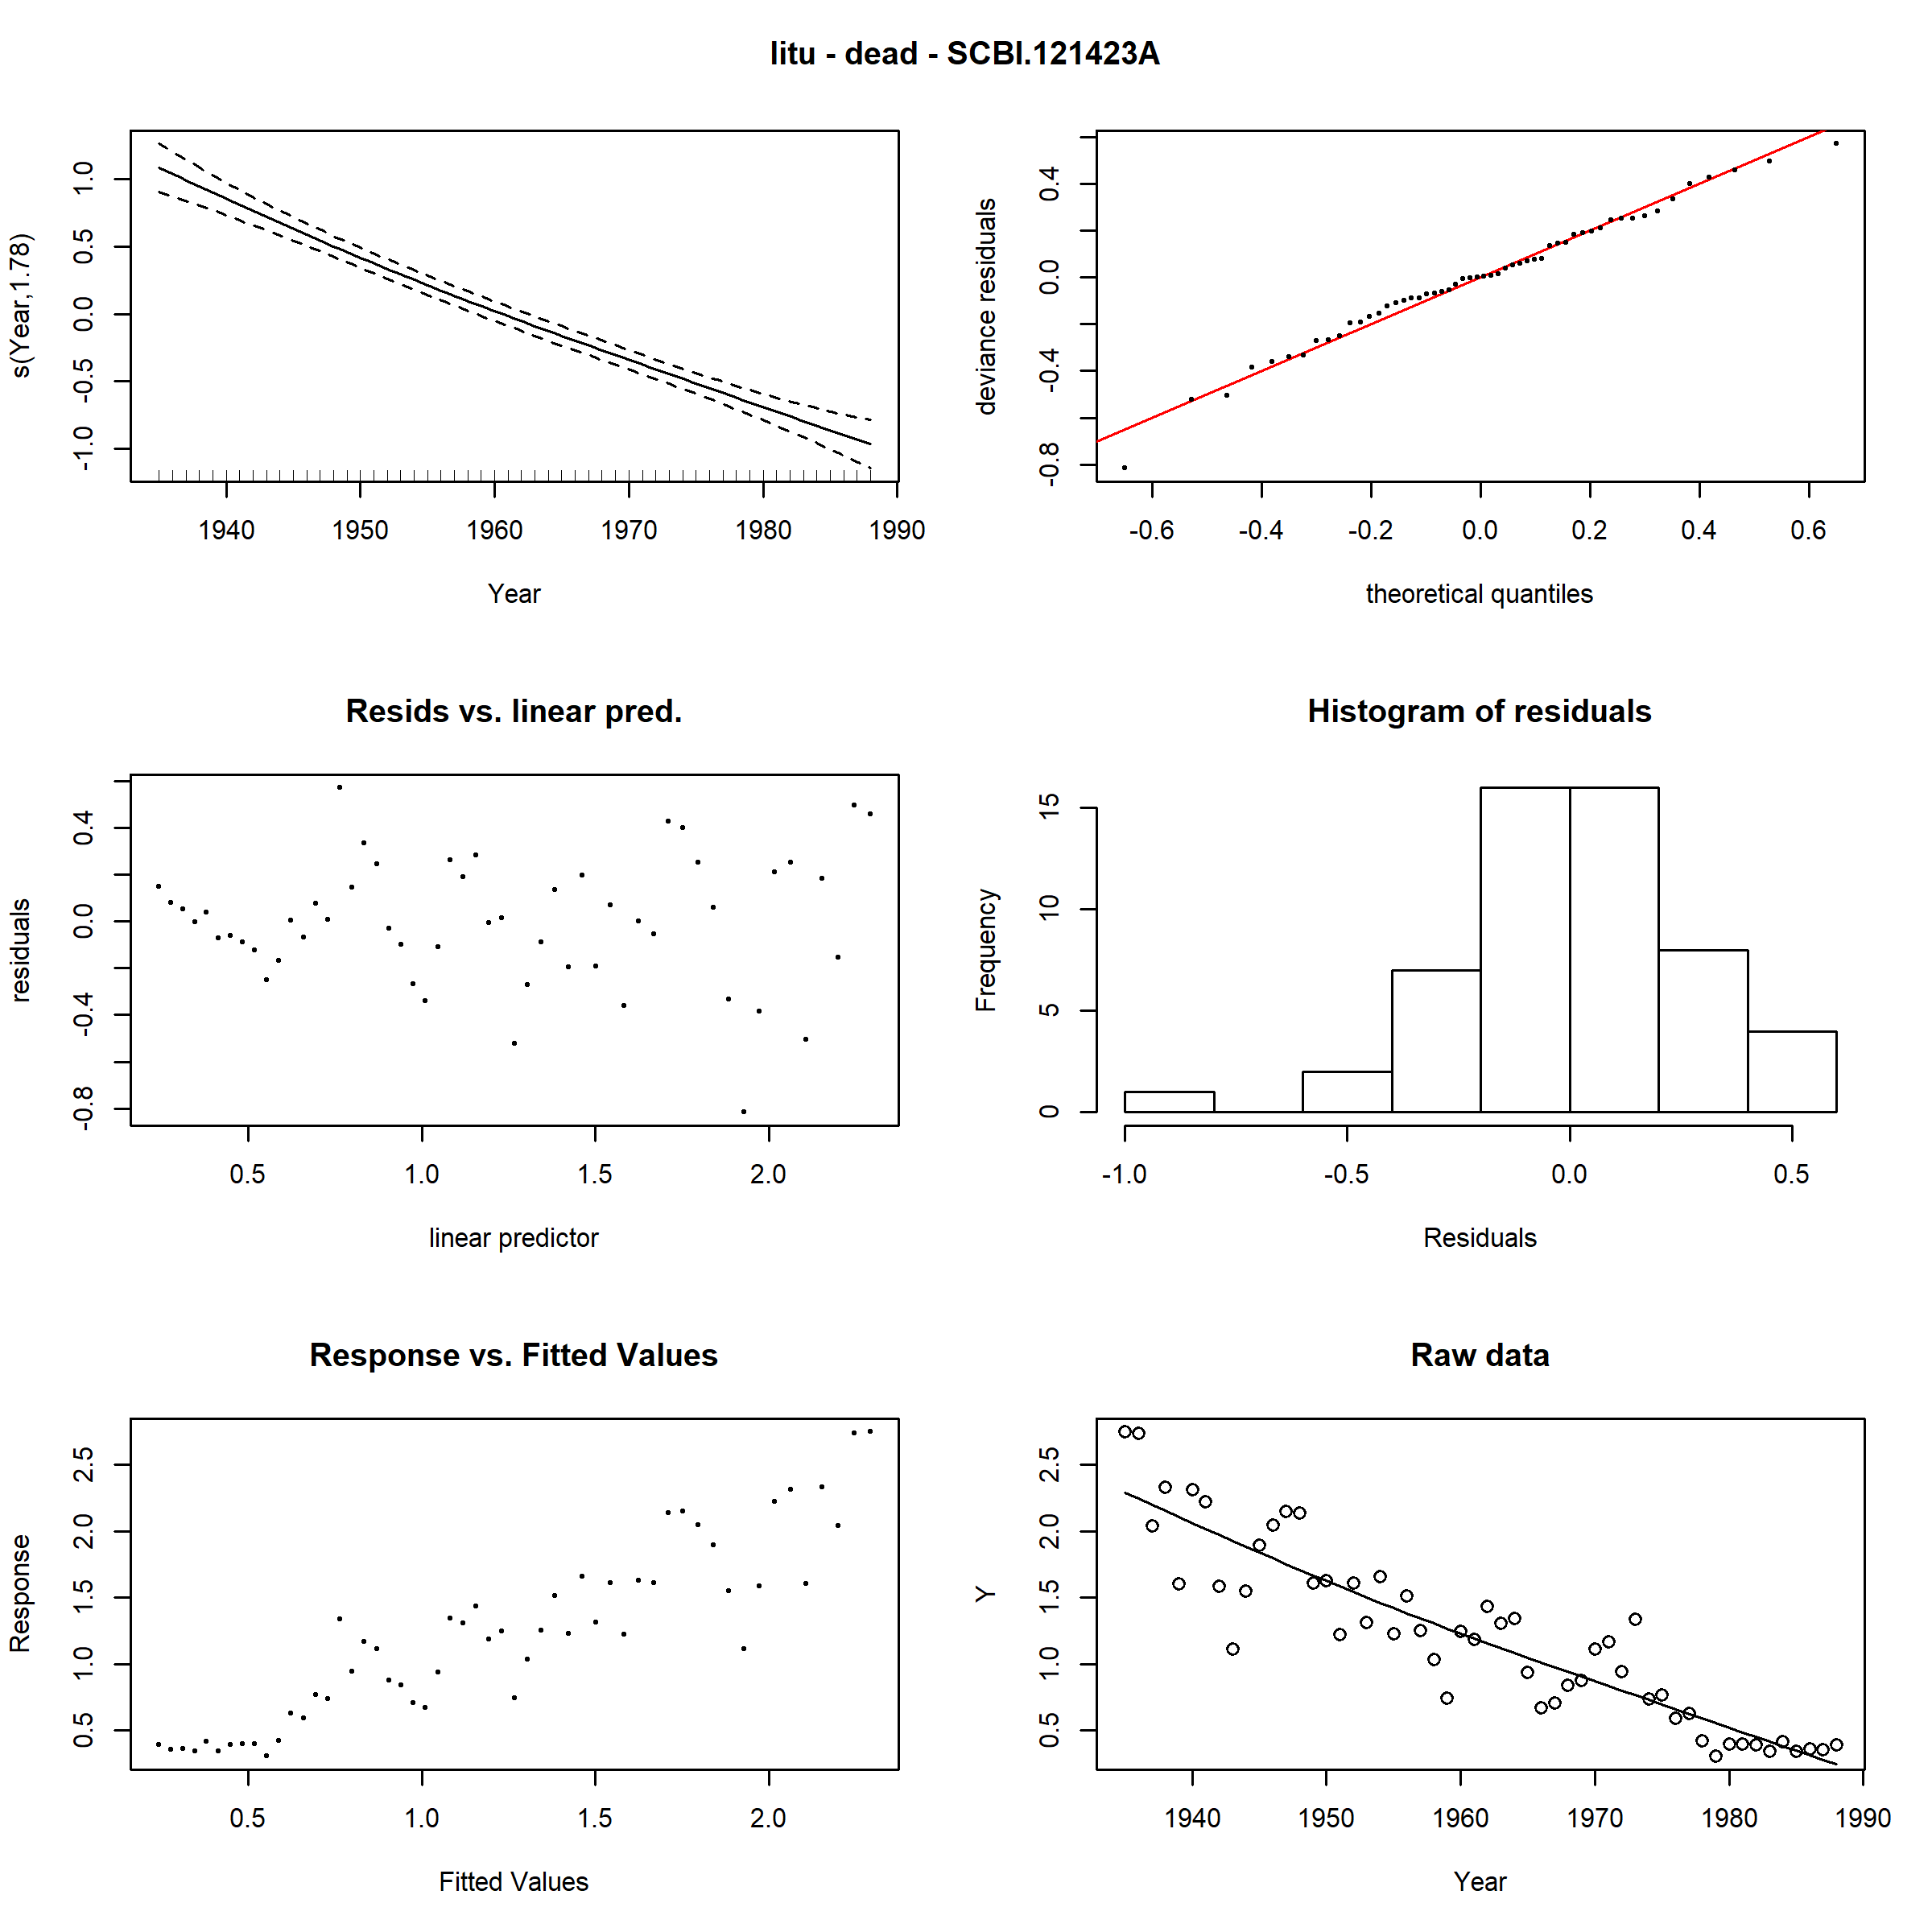 litu - dead - SCBI.121423A
s(Year,1.78)
1.0
0.5
0.0
-0.5
-1.0
1940 1950 1960 1970 1980 1990
Year
deviance residuals
0.4
0.0
-0.4
-0.8
-0.6 -0.4 -0.2 0.0 0.2 0.4 0.6
theoretical quantiles
Resids vs. linear pred.
residuals
0.4
0.0
-0.4
-0.8
0.5 1.0 1.5 2.0
linear predictor
Histogram of residuals
Frequency
15
10
5
0
-1.0 -0.5 0.0 0.5
Residuals
Response vs. Fitted Values
Response
2.5
2.0
1.5
1.0
0.5
0.5 1.0 1.5 2.0
Fitted Values
Raw data
Y
2.5
2.0
1.5
1.0
0.5
1940 1950 1960 1970 1980 1990
Year